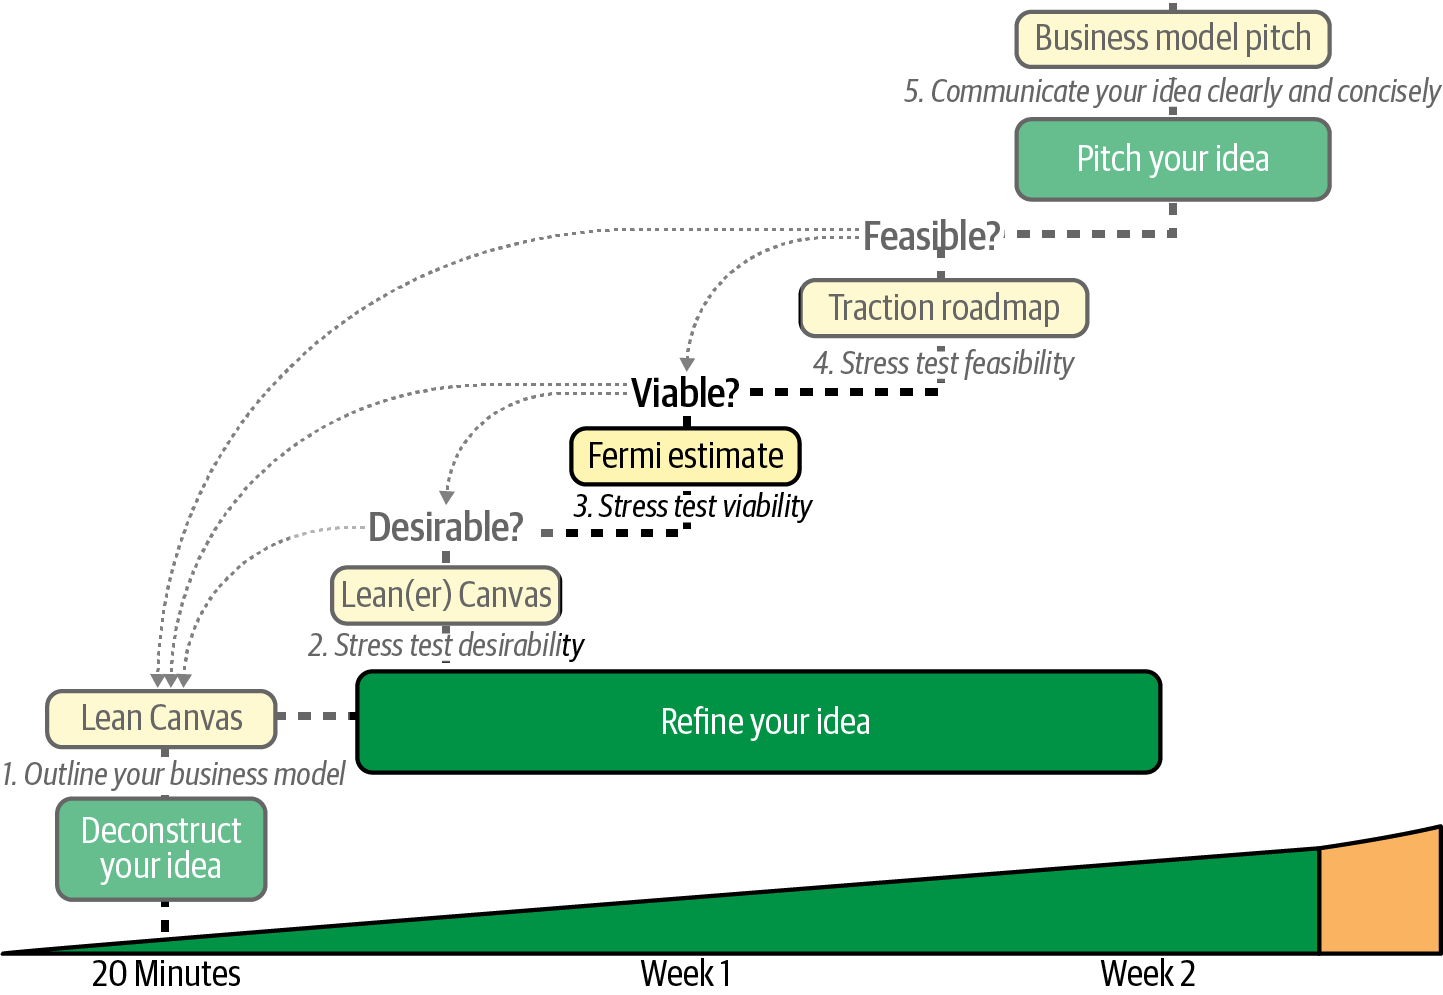 Business model pitch
5. Communicate your idea clearly and concisely
Pitch your idea
Feasible?
Traction roadmap
4. Stress test feasibility
Viable?
Fermi estimate
3. Stress test viability
Desirable?
Lean(er) Canvas
2. Stress test desirability
Refine your idea
Lean Canvas
1. Outline your business model
Deconstruct
your idea
20 Minutes
Week 1
Week 2